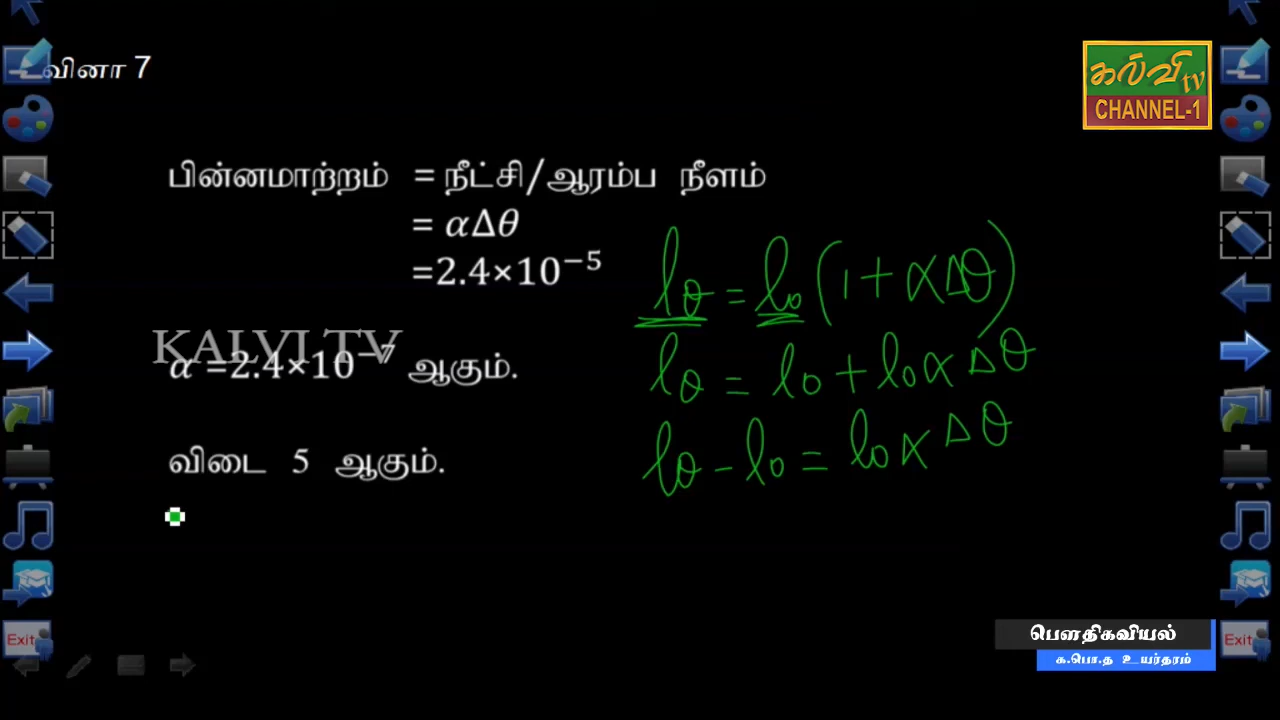 வினா 7
கல்வி tv
CHANNEL-1
பின்னமாற்றம் = நீட்சி/ஆரம்ப நீளம்
= αΔθ
=2.4×10⁻⁵
lθ = l₀ (1 + αΔθ)
KALVI TV
α =2.4×10⁻⁷ ஆகும்.
lθ = l₀ + l₀αΔθ
lθ - l₀ = l₀αΔθ
விடை 5 ஆகும்.
பௌதிகவியல்
க.பொ.த உயர்தரம்
Exit
Exit